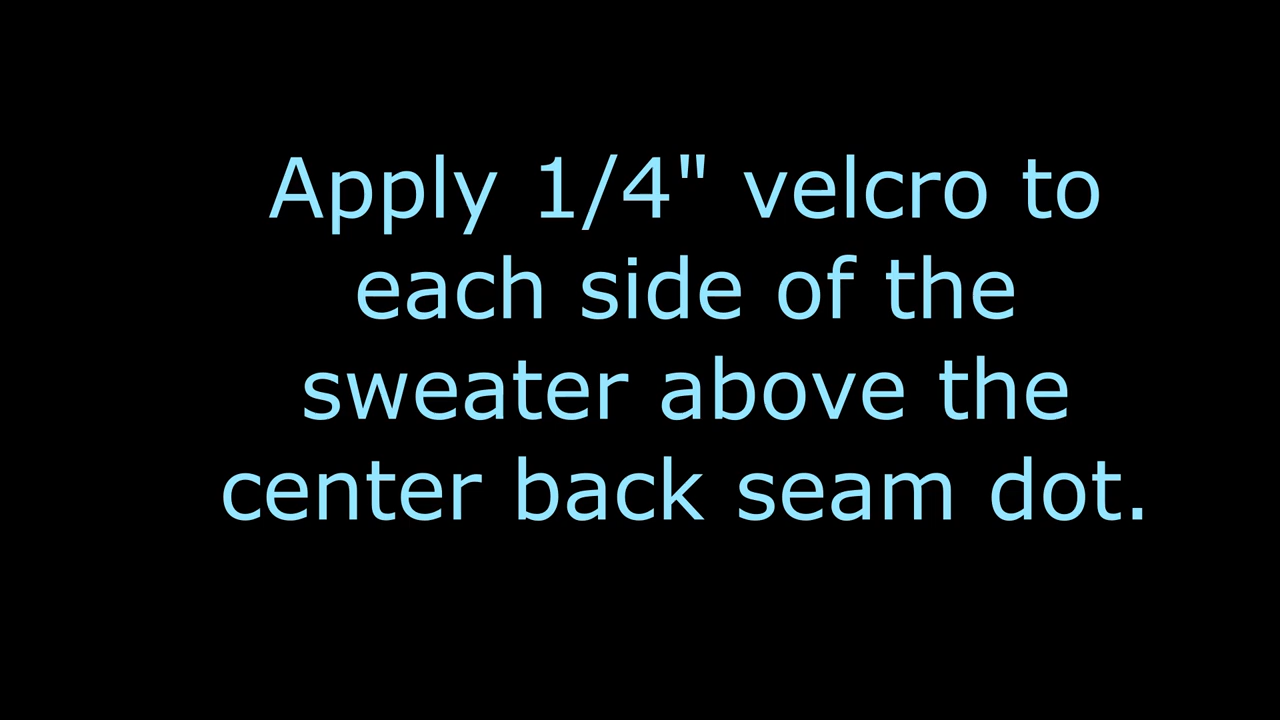 Apply 1/4" velcro to
each side of the
sweater above the
center back seam dot.